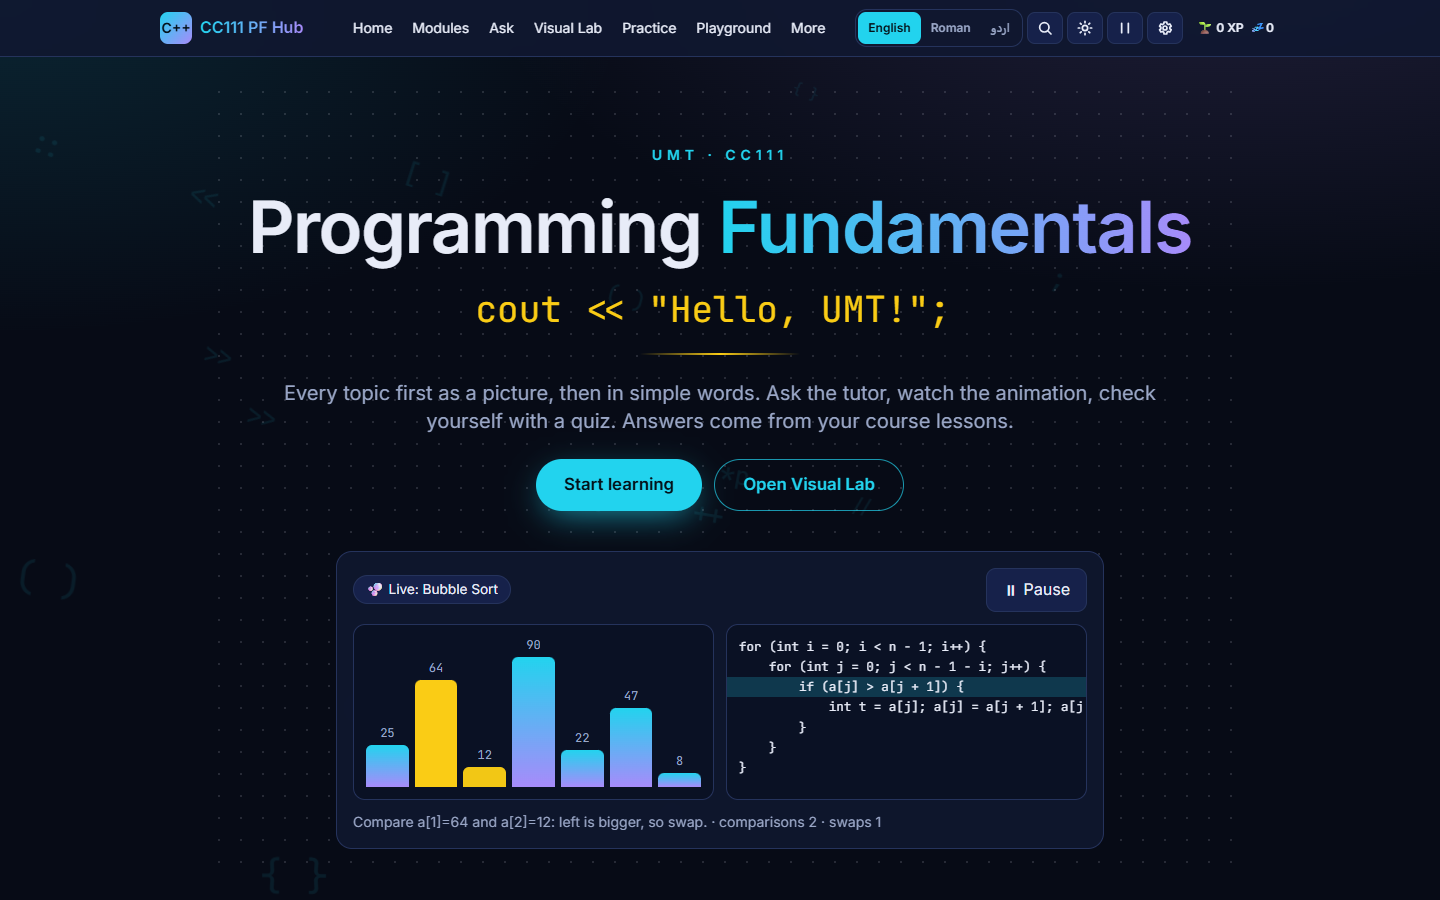 C++ CC111 PF Hub Home Modules Ask Visual Lab Practice Playground More English Roman اردو 0 XP 0
UMT · CC111
Programming Fundamentals
cout << "Hello, UMT!";
Every topic first as a picture, then in simple words. Ask the tutor, watch the animation, check
yourself with a quiz. Answers come from your course lessons.
Start learning Open Visual Lab
Live: Bubble Sort Pause
25 64 12 90 22 47 8
for (int i = 0; i < n - 1; i++) {
for (int j = 0; j < n - 1 - i; j++) {
if (a[j] > a[j + 1]) {
int t = a[j]; a[j] = a[j + 1]; a[j
}
}
}
Compare a[1]=64 and a[2]=12: left is bigger, so swap. · comparisons 2 · swaps 1